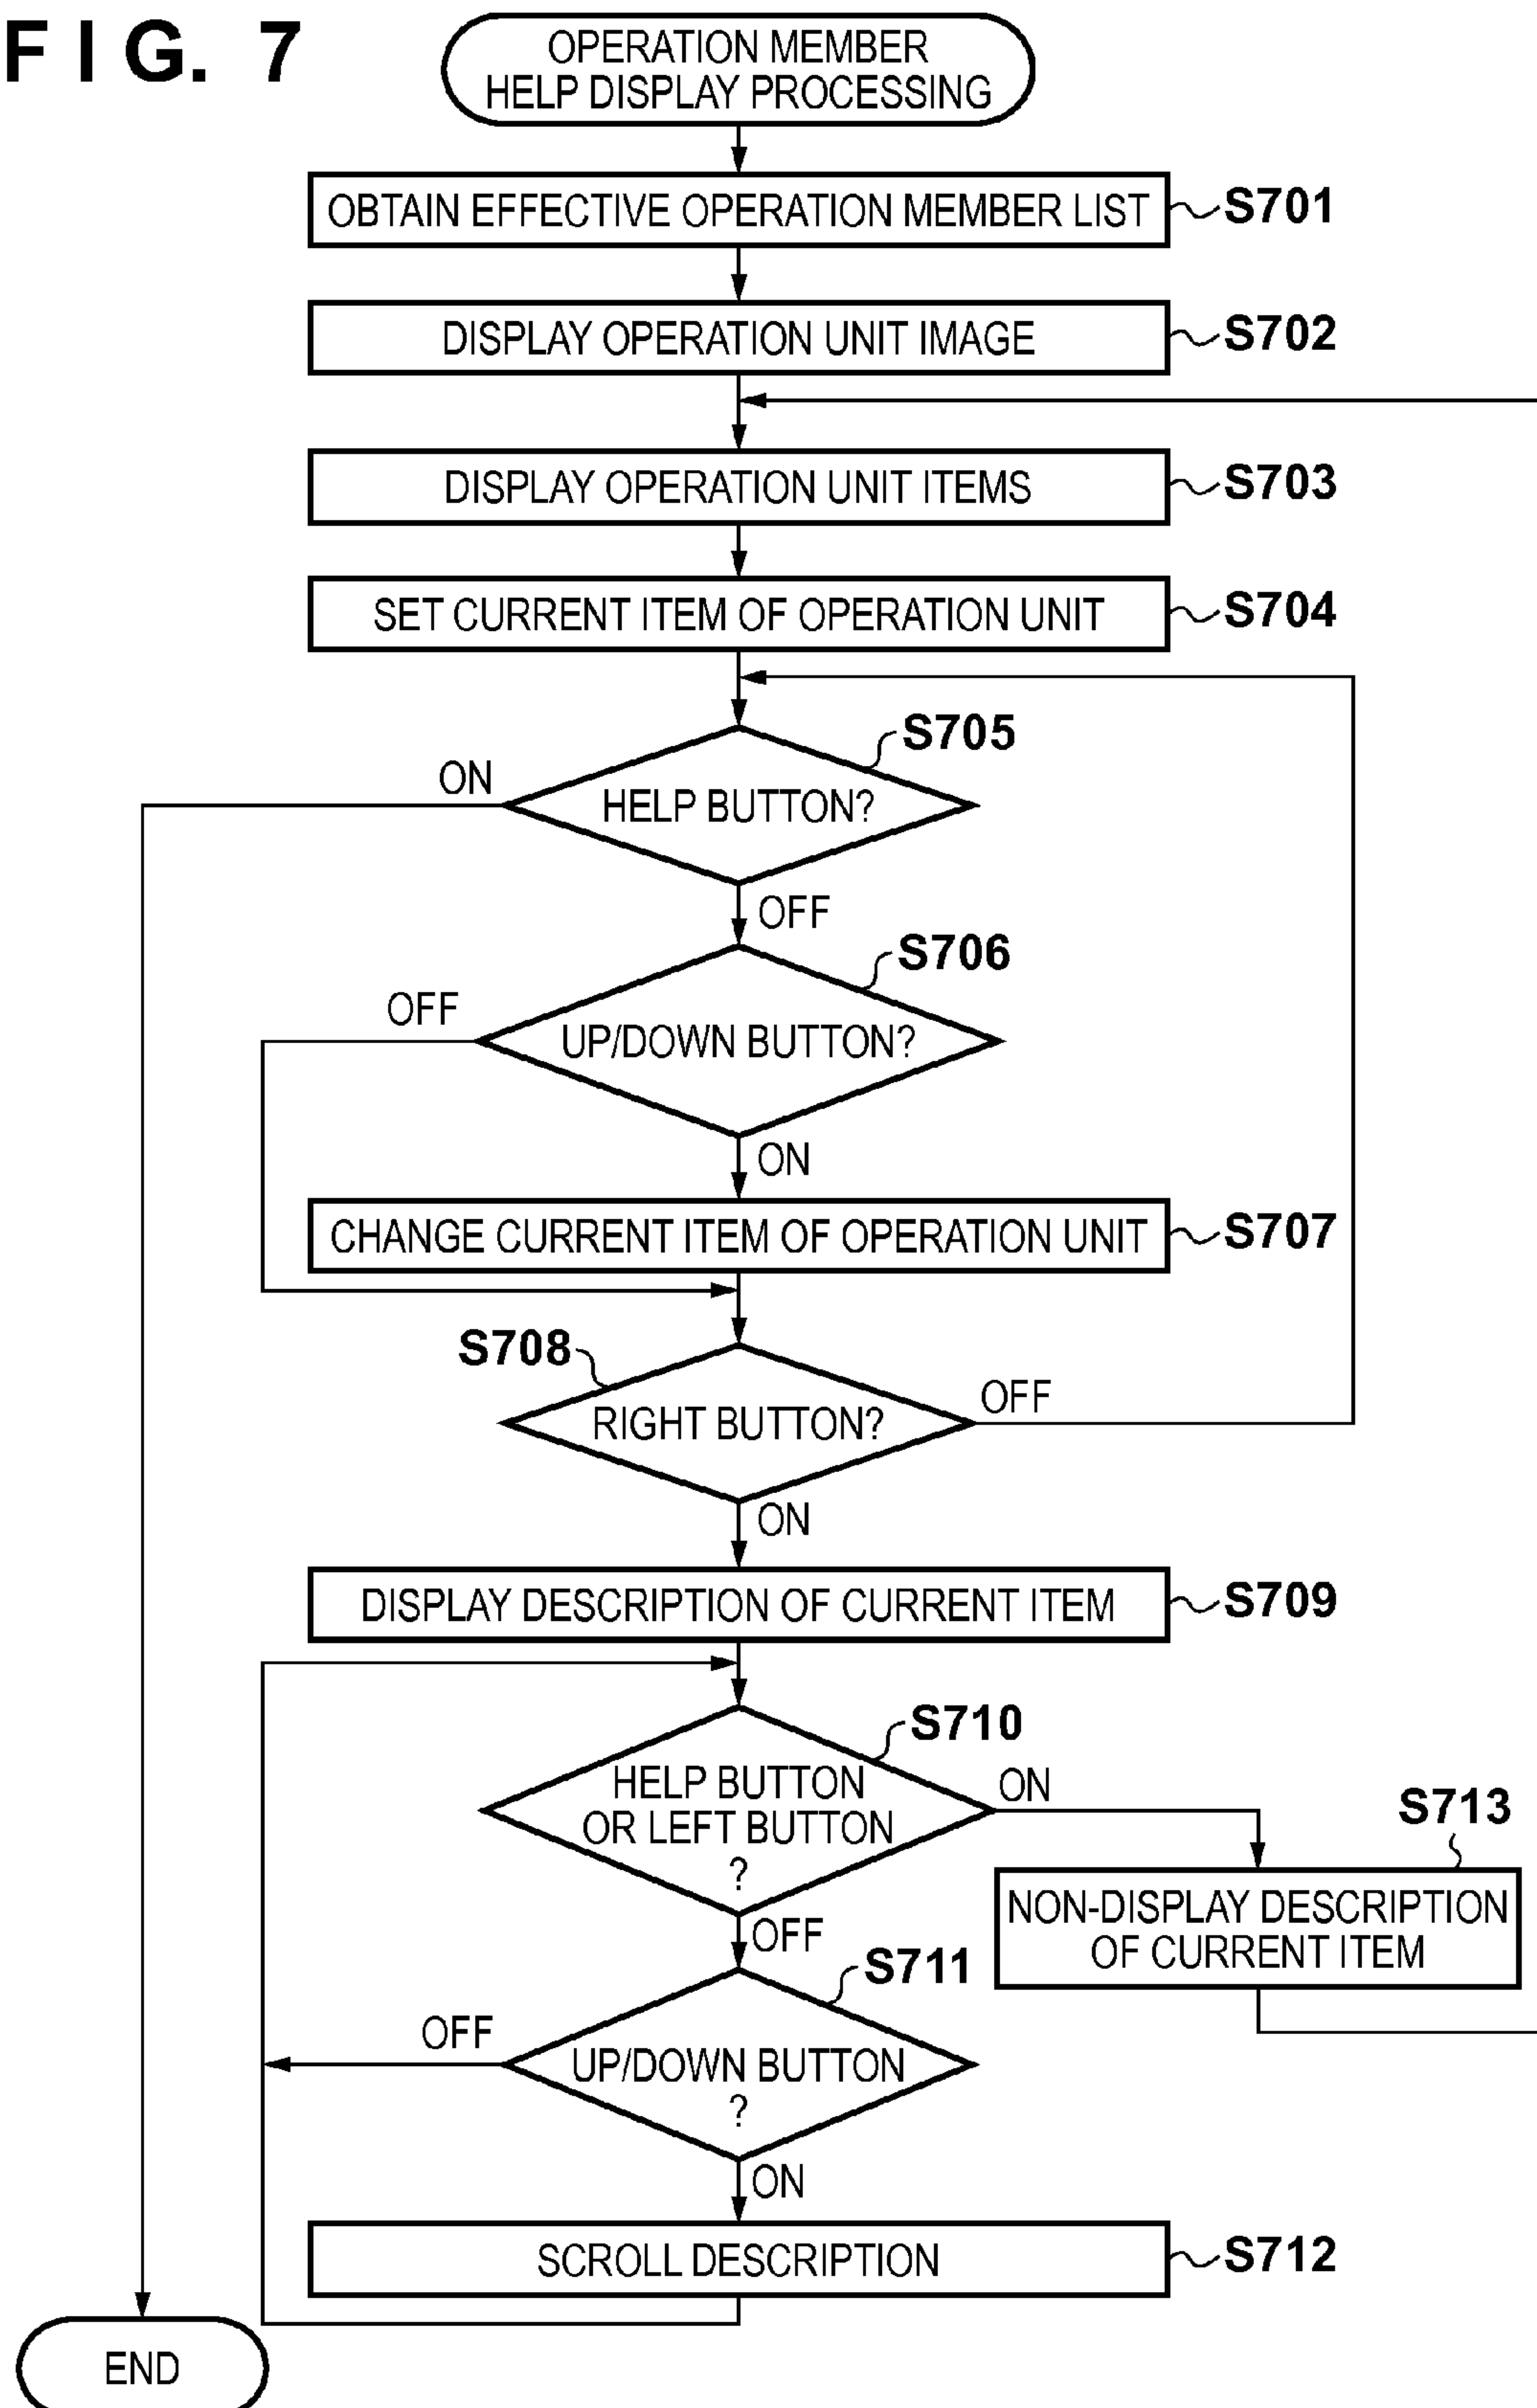 FIG. 7
OPERATION MEMBER
HELP DISPLAY PROCESSING
OBTAIN EFFECTIVE OPERATION MEMBER LIST
S701
DISPLAY OPERATION UNIT IMAGE
S702
DISPLAY OPERATION UNIT ITEMS
S703
SET CURRENT ITEM OF OPERATION UNIT
S704
S705
ON
HELP BUTTON?
OFF
S706
OFF
UP/DOWN BUTTON?
ON
CHANGE CURRENT ITEM OF OPERATION UNIT
S707
S708
OFF
RIGHT BUTTON?
ON
DISPLAY DESCRIPTION OF CURRENT ITEM
S709
S710
HELP BUTTON
OR LEFT BUTTON
?
ON
S713
NON-DISPLAY DESCRIPTION
OF CURRENT ITEM
OFF
S711
OFF
UP/DOWN BUTTON
?
ON
SCROLL DESCRIPTION
S712
END